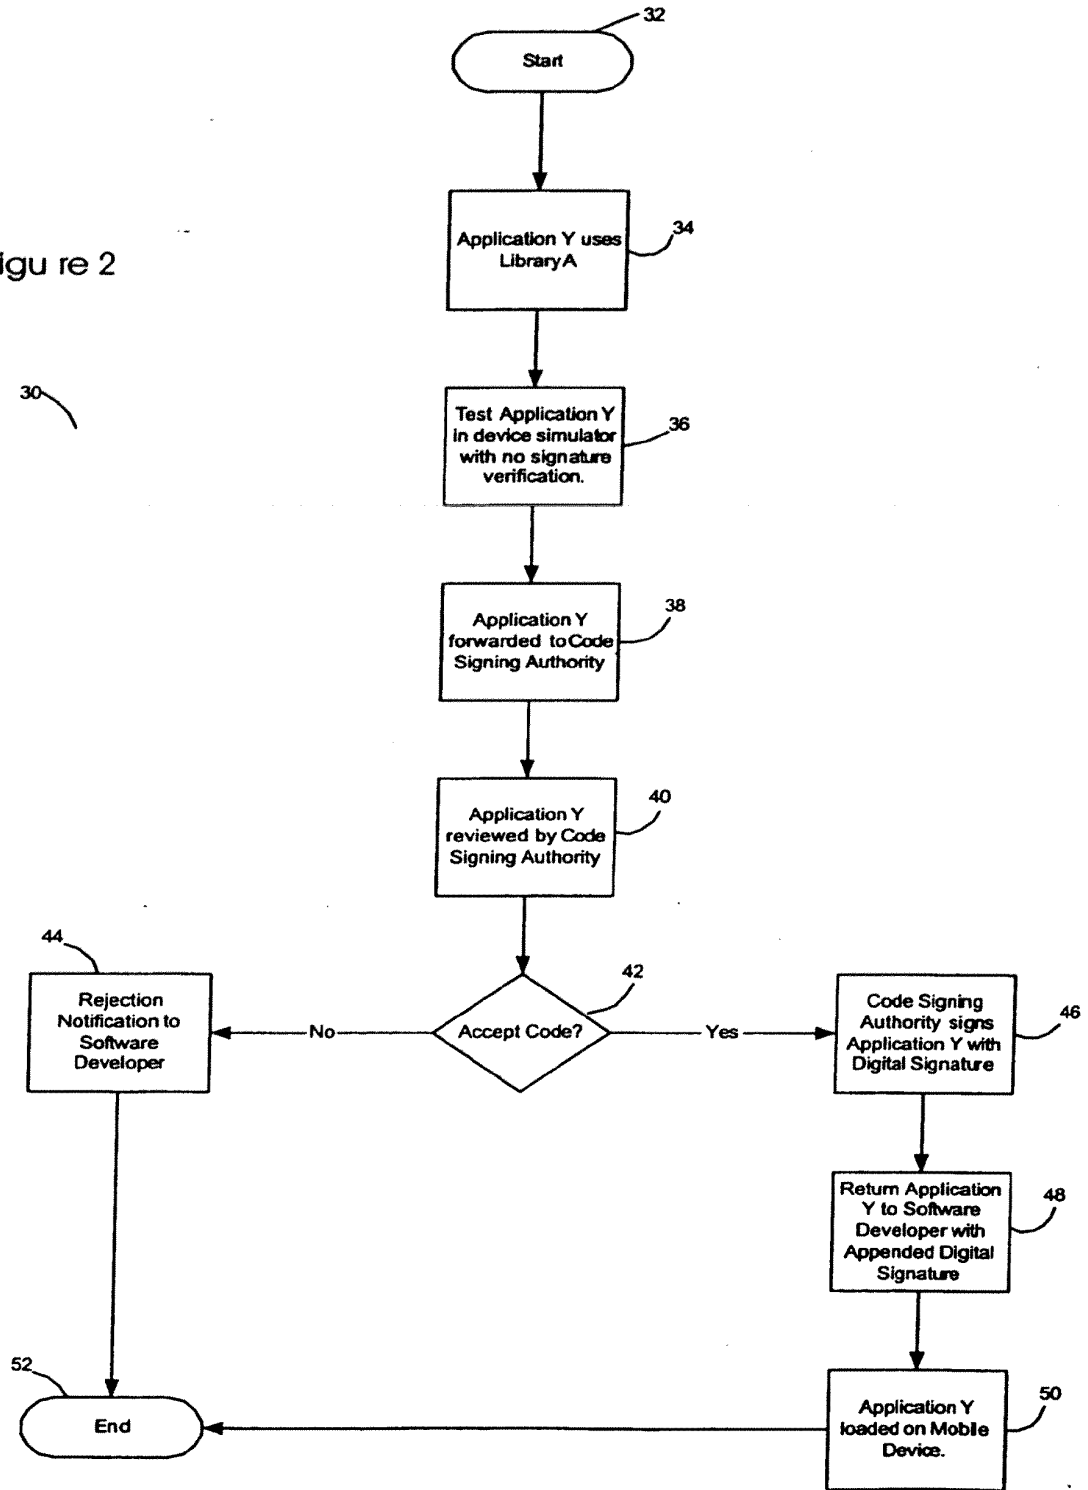 32
Start
Application Y uses
Library A
34
igu re 2
30
Test Application Y
in device simulator
with no signature
verification.
36
Application Y
forwarded to Code
Signing Authority
38
Application Y
reviewed by Code
Signing Authority
40
44
Rejection
Notification to
Software
Developer
No
Accept Code?
42
Yes
Code Signing
Authority signs
Application Y with
Digital Signature
46
Return Application
Y to Software
Developer with
Appended Digital
Signature
48
52
End
Application Y
loaded on Mobile
Device.
50